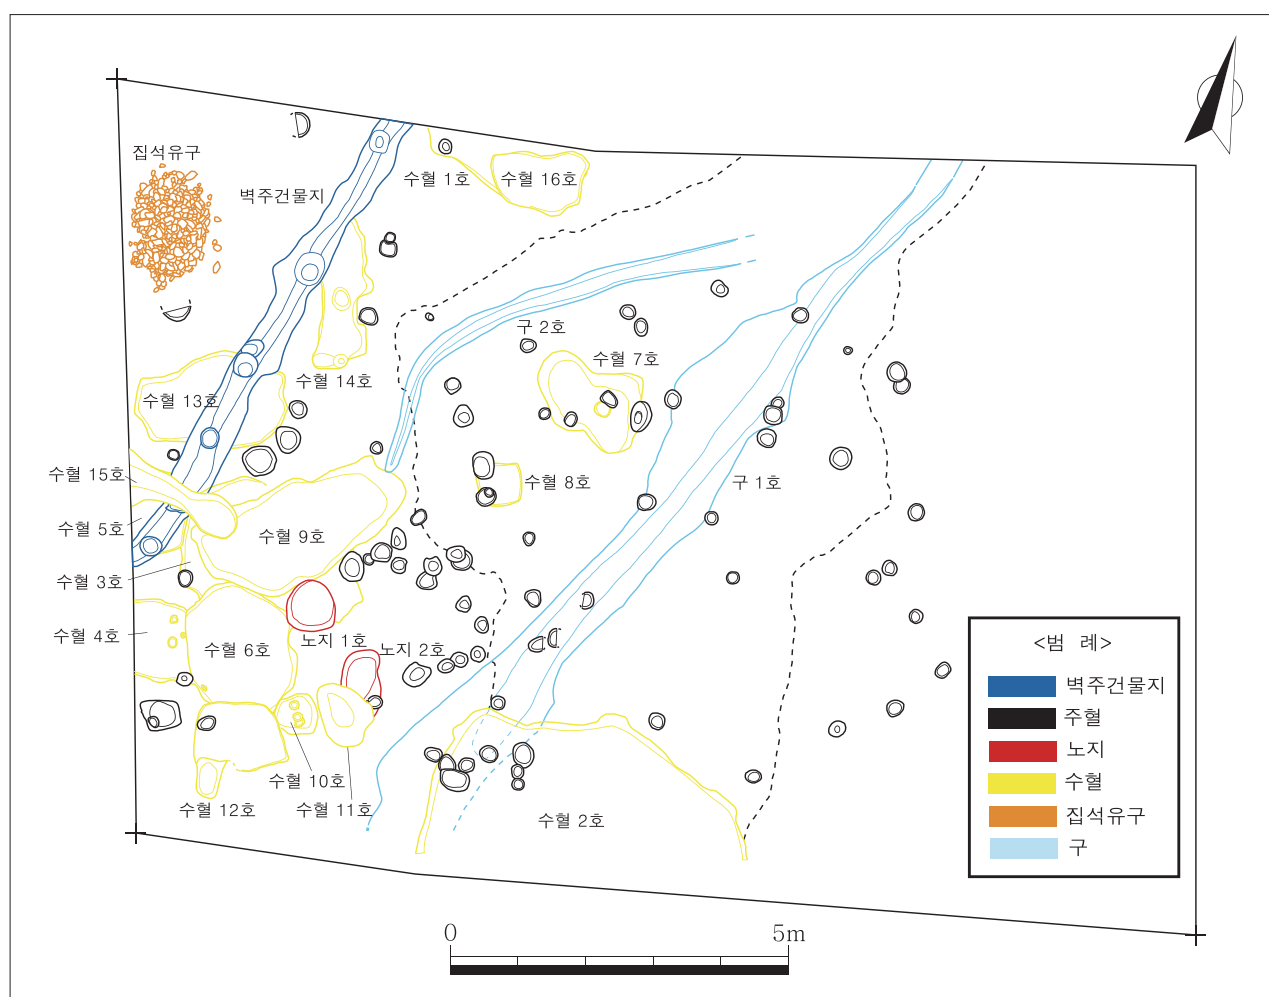 집석유구
벽주건물지
수혈 1호
수혈 16호
구 2호
수혈 7호
수혈 14호
수혈 13호
수혈 15호
수혈 8호
구 1호
수혈 5호
수혈 9호
수혈 3호
수혈 4호
수혈 6호
노지 1호
노지 2호
수혈 10호
수혈 12호
수혈 11호
수혈 2호
<범 례>
벽주건물지
주혈
노지
수혈
집석유구
구
0 5m